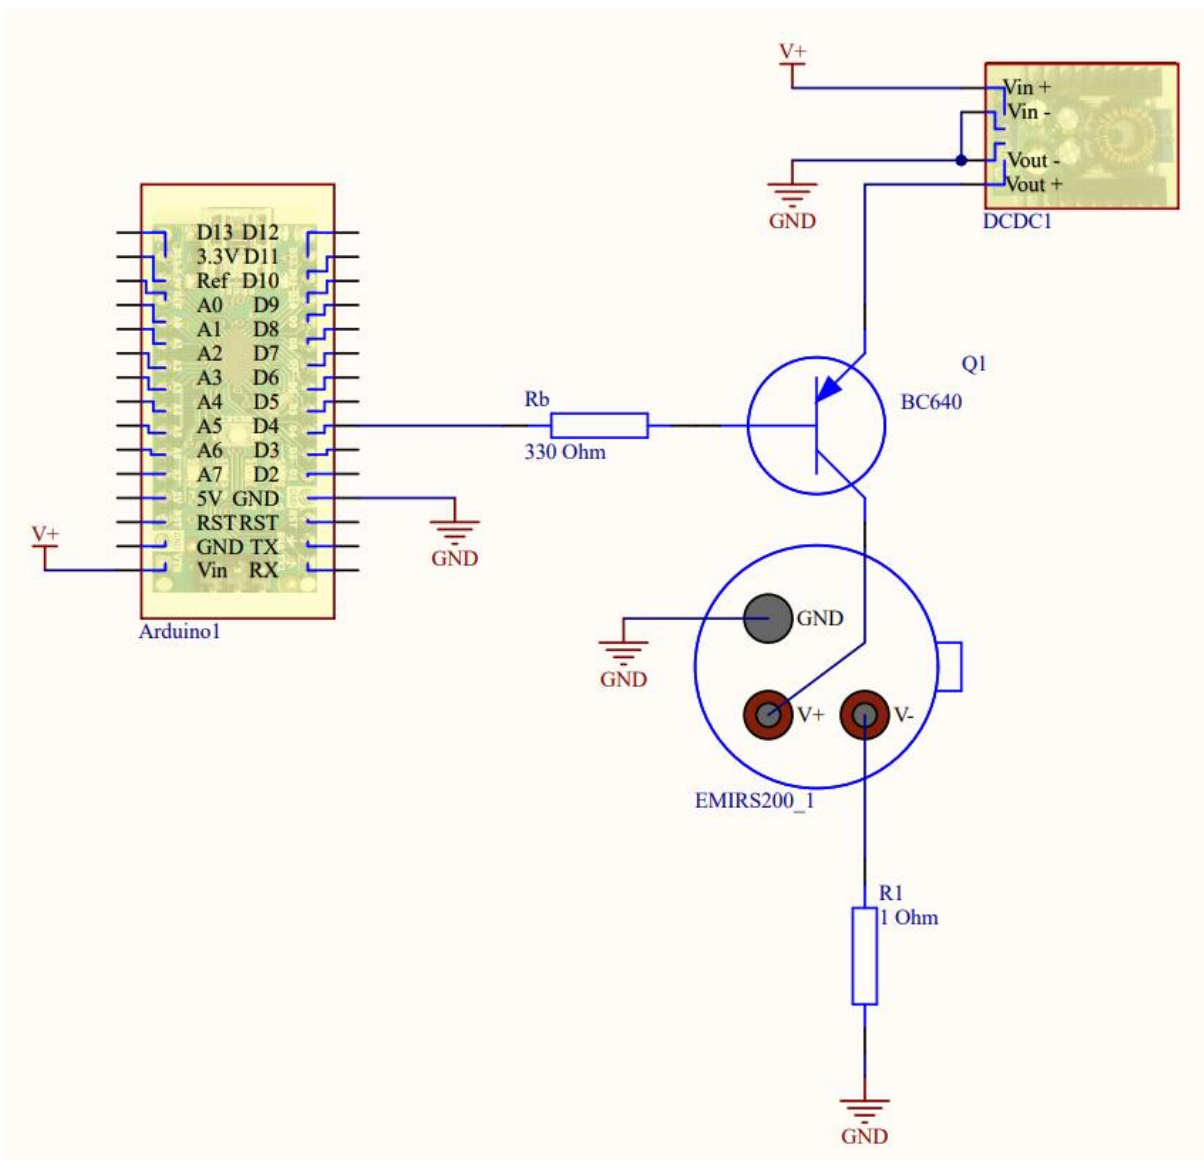 V+
Vin +
Vin -
Vout -
Vout +
GND
DCDC1
D13 D12
3.3V D11
Ref D10
A0 D9
A1 D8
A2 D7
A3 D6
A4 D5
A5 D4
A6 D3
A7 D2
5V GND
RST RST
GND TX
Vin RX
V+
GND
Arduino1
Rb
330 Ohm
Q1
BC640
GND
GND
V+
V-
EMIRS200_1
R1
1 Ohm
GND